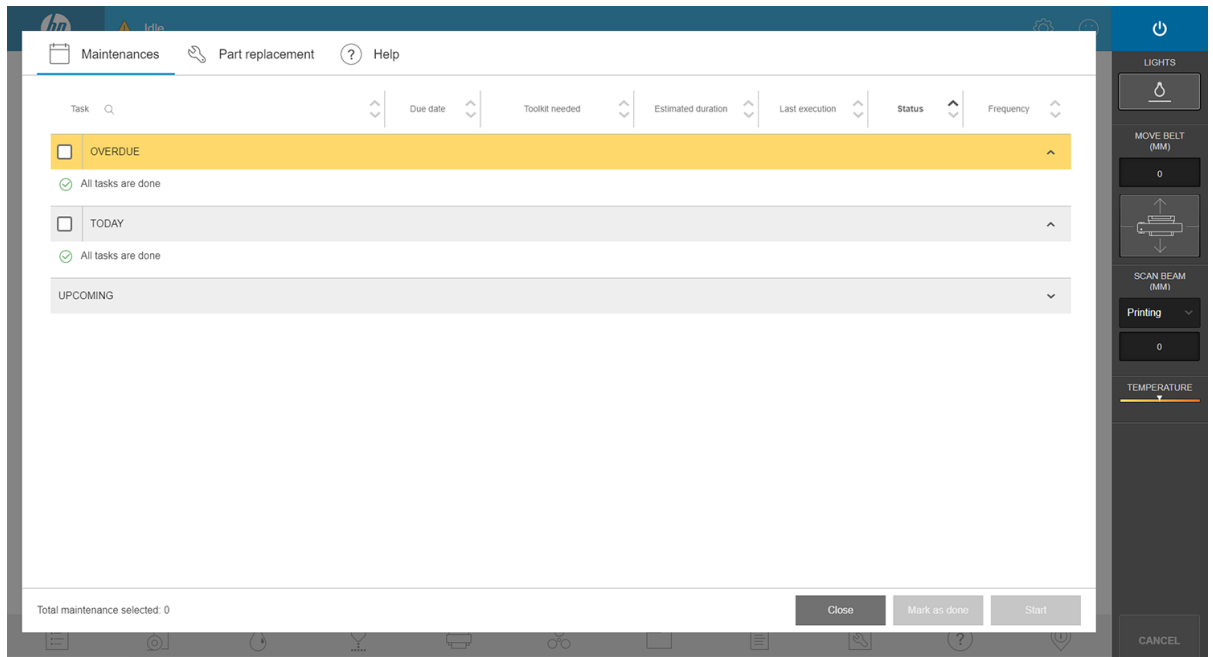 hp
Idle
Maintenances
Part replacement
? Help
Task
Due date
Toolkit needed
Estimated duration
Last execution
Status
Frequency
OVERDUE
All tasks are done
TODAY
All tasks are done
UPCOMING
Total maintenance selected: 0
Close
Mark as done
Start
?
LIGHTS
MOVE BELT
(MM)
0
SCAN BEAM
(MM)
Printing
0
TEMPERATURE
CANCEL